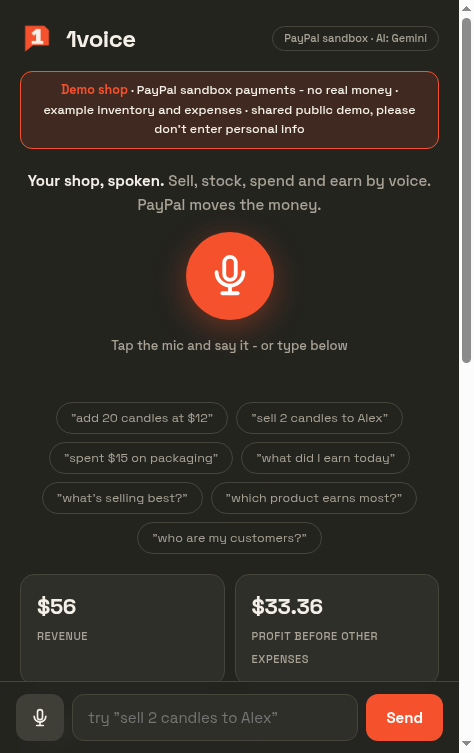 1 1voice
PayPal sandbox · AI: Gemini
Demo shop · PayPal sandbox payments - no real money ·
example inventory and expenses · shared public demo, please
don't enter personal info
Your shop, spoken. Sell, stock, spend and earn by voice.
PayPal moves the money.
Tap the mic and say it - or type below
"add 20 candles at $12"
"sell 2 candles to Alex"
"spent $15 on packaging"
"what did I earn today"
"what's selling best?"
"which product earns most?"
"who are my customers?"
$56
REVENUE
$33.36
PROFIT BEFORE OTHER
EXPENSES
try "sell 2 candles to Alex"
Send